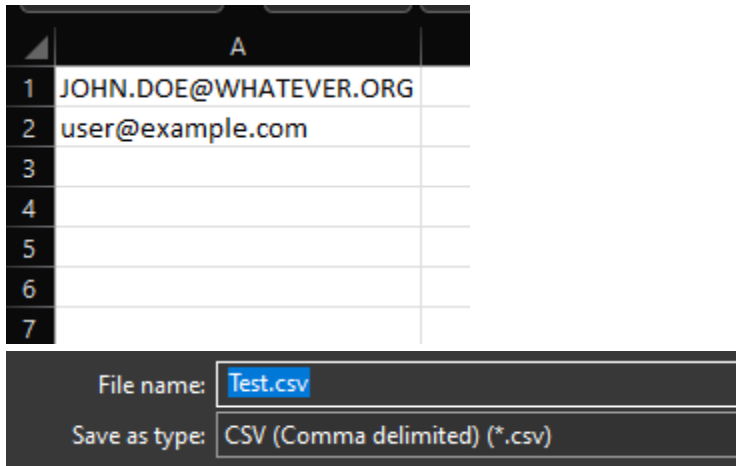 A
1 JOHN.DOE@WHATEVER.ORG
2 user@example.com
3
4
5
6
7
File name: Test.csv
Save as type: CSV (Comma delimited) (*.csv)